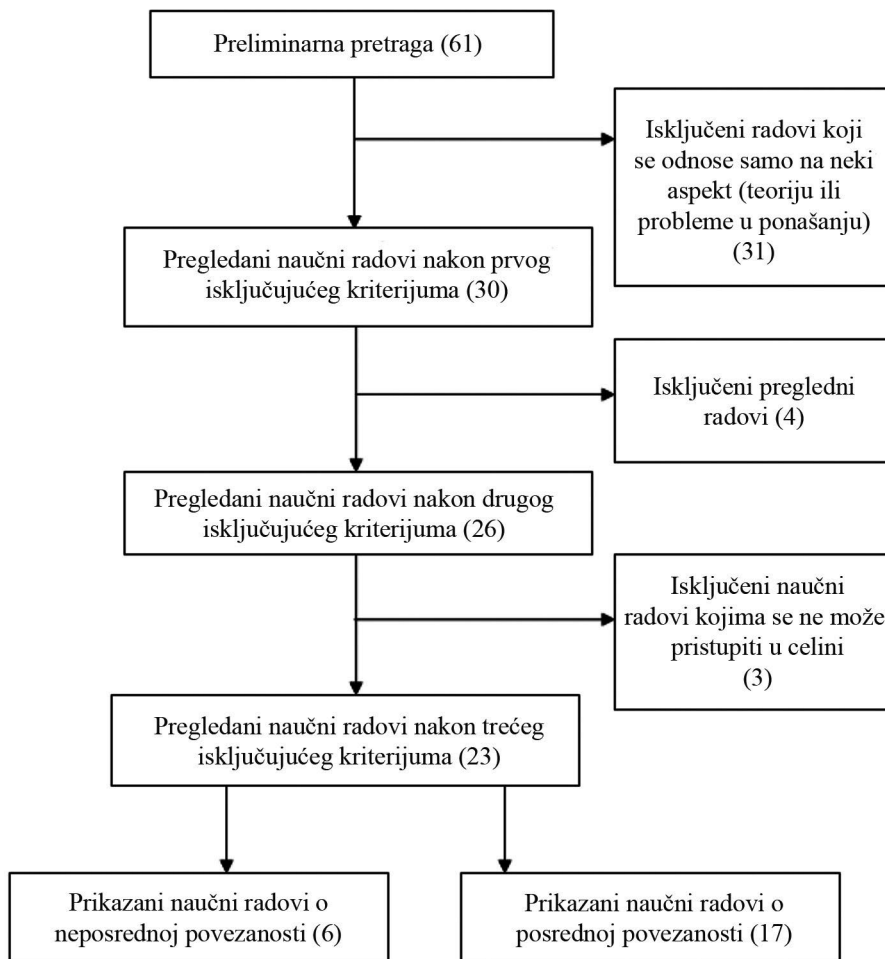 Preliminarna pretraga (61)
Isključeni radovi koji
se odnose samo na neki
aspekt (teoriju ili
probleme u ponašanju)
(31)
Pregledani naučni radovi nakon prvog
isključujućeg kriterijuma (30)
Isključeni pregledni
radovi (4)
Pregledani naučni radovi nakon drugog
isključujućeg kriterijuma (26)
Isključeni naučni
radovi kojima se ne može
pristupiti u celini
(3)
Pregledani naučni radovi nakon trećeg
isključujućeg kriterijuma (23)
Prikazani naučni radovi o
neposrednoj povezanosti (6)
Prikazani naučni radovi o
posrednoj povezanosti (17)